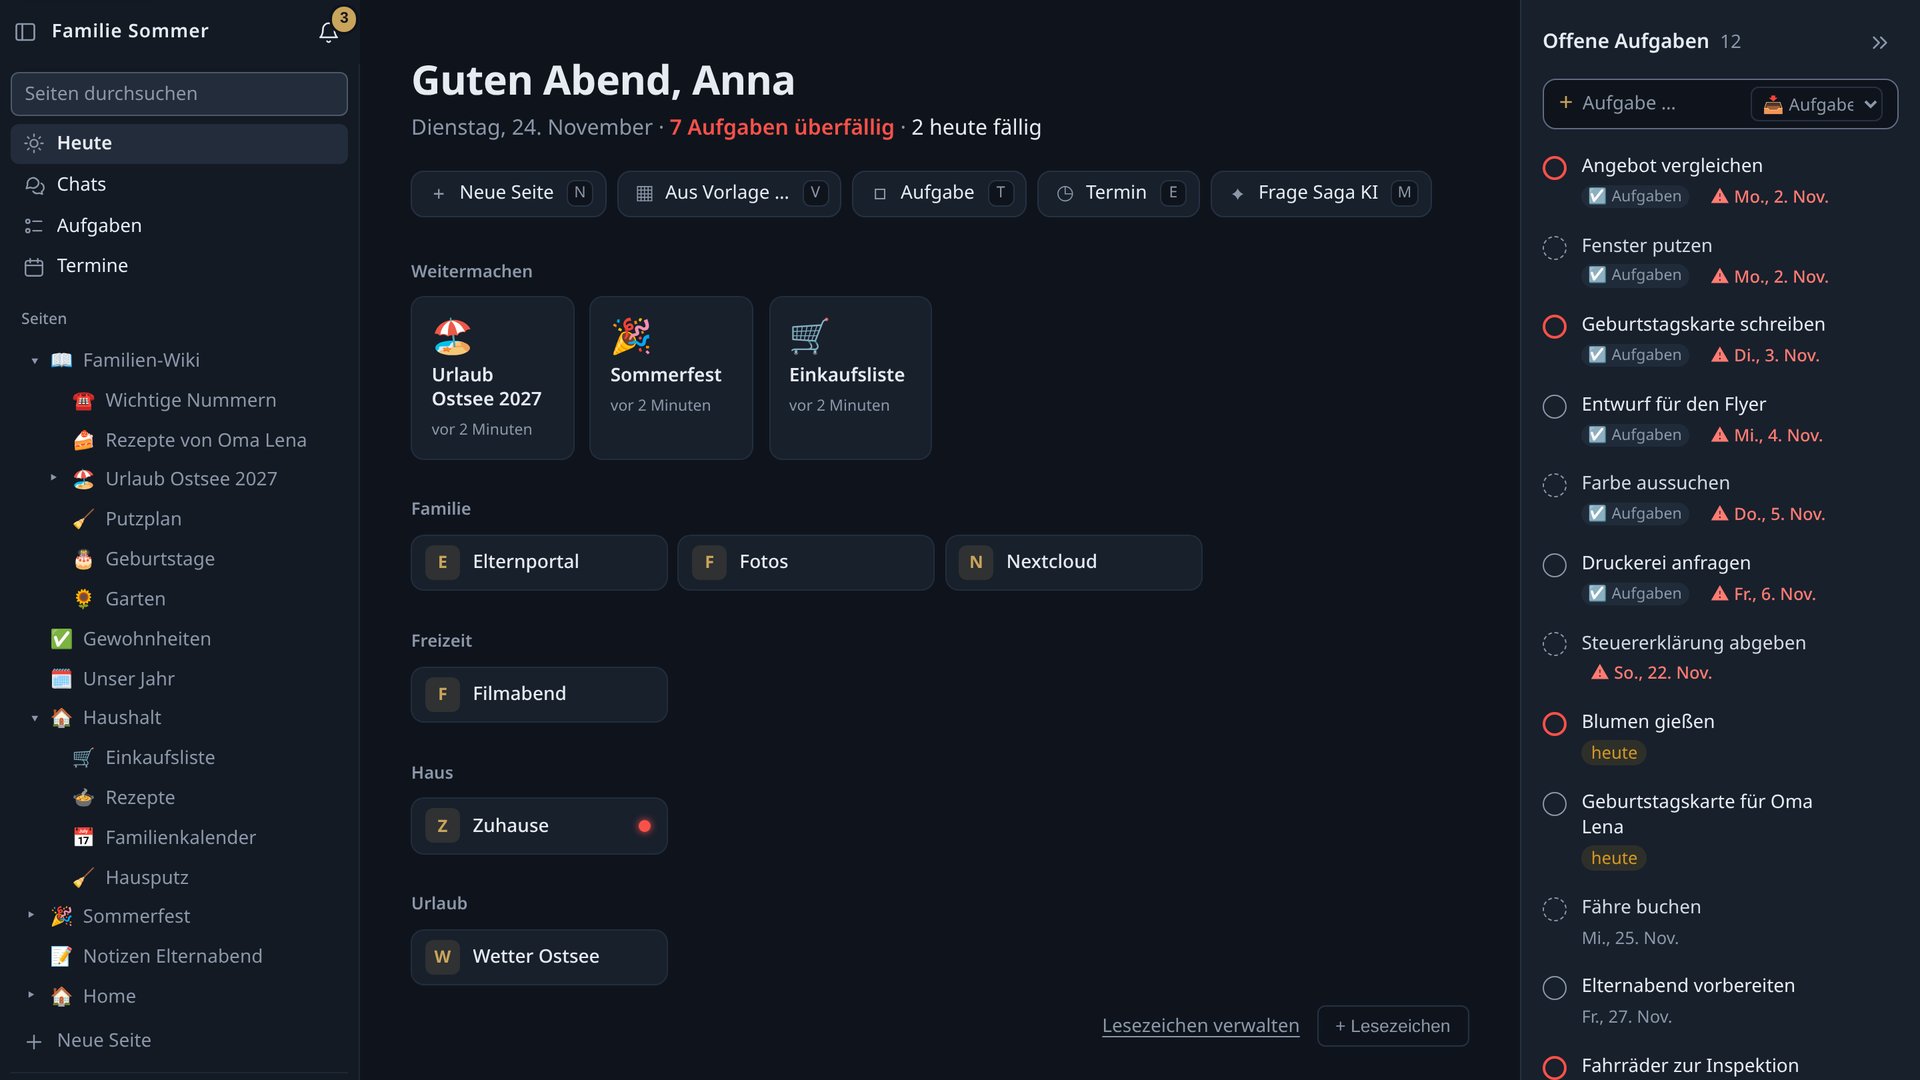 Familie Sommer
3
Seiten durchsuchen
Heute
Chats
Aufgaben
Termine
Seiten
Familien-Wiki
Wichtige Nummern
Rezepte von Oma Lena
Urlaub Ostsee 2027
Putzplan
Geburtstage
Garten
Gewohnheiten
Unser Jahr
Haushalt
Einkaufsliste
Rezepte
Familienkalender
Hausputz
Sommerfest
Notizen Elternabend
Home
+ Neue Seite
Guten Abend, Anna
Dienstag, 24. November · 7 Aufgaben überfällig · 2 heute fällig
+ Neue Seite N
Aus Vorlage ... V
Aufgabe T
Termin E
Frage Saga KI M
Weitermachen
Urlaub
Ostsee 2027
vor 2 Minuten
Sommerfest
vor 2 Minuten
Einkaufsliste
vor 2 Minuten
Familie
E Elternportal
F Fotos
N Nextcloud
Freizeit
F Filmabend
Haus
Z Zuhause
Urlaub
W Wetter Ostsee
Lesezeichen verwalten
+ Lesezeichen
Offene Aufgaben 12
+ Aufgabe ...
Aufgabe
Angebot vergleichen
Aufgaben Mo., 2. Nov.
Fenster putzen
Aufgaben Mo., 2. Nov.
Geburtstagskarte schreiben
Aufgaben Di., 3. Nov.
Entwurf für den Flyer
Aufgaben Mi., 4. Nov.
Farbe aussuchen
Aufgaben Do., 5. Nov.
Druckerei anfragen
Aufgaben Fr., 6. Nov.
Steuererklärung abgeben
So., 22. Nov.
Blumen gießen
heute
Geburtstagskarte für Oma
Lena
heute
Fähre buchen
Mi., 25. Nov.
Elternabend vorbereiten
Fr., 27. Nov.
Fahrräder zur Inspektion